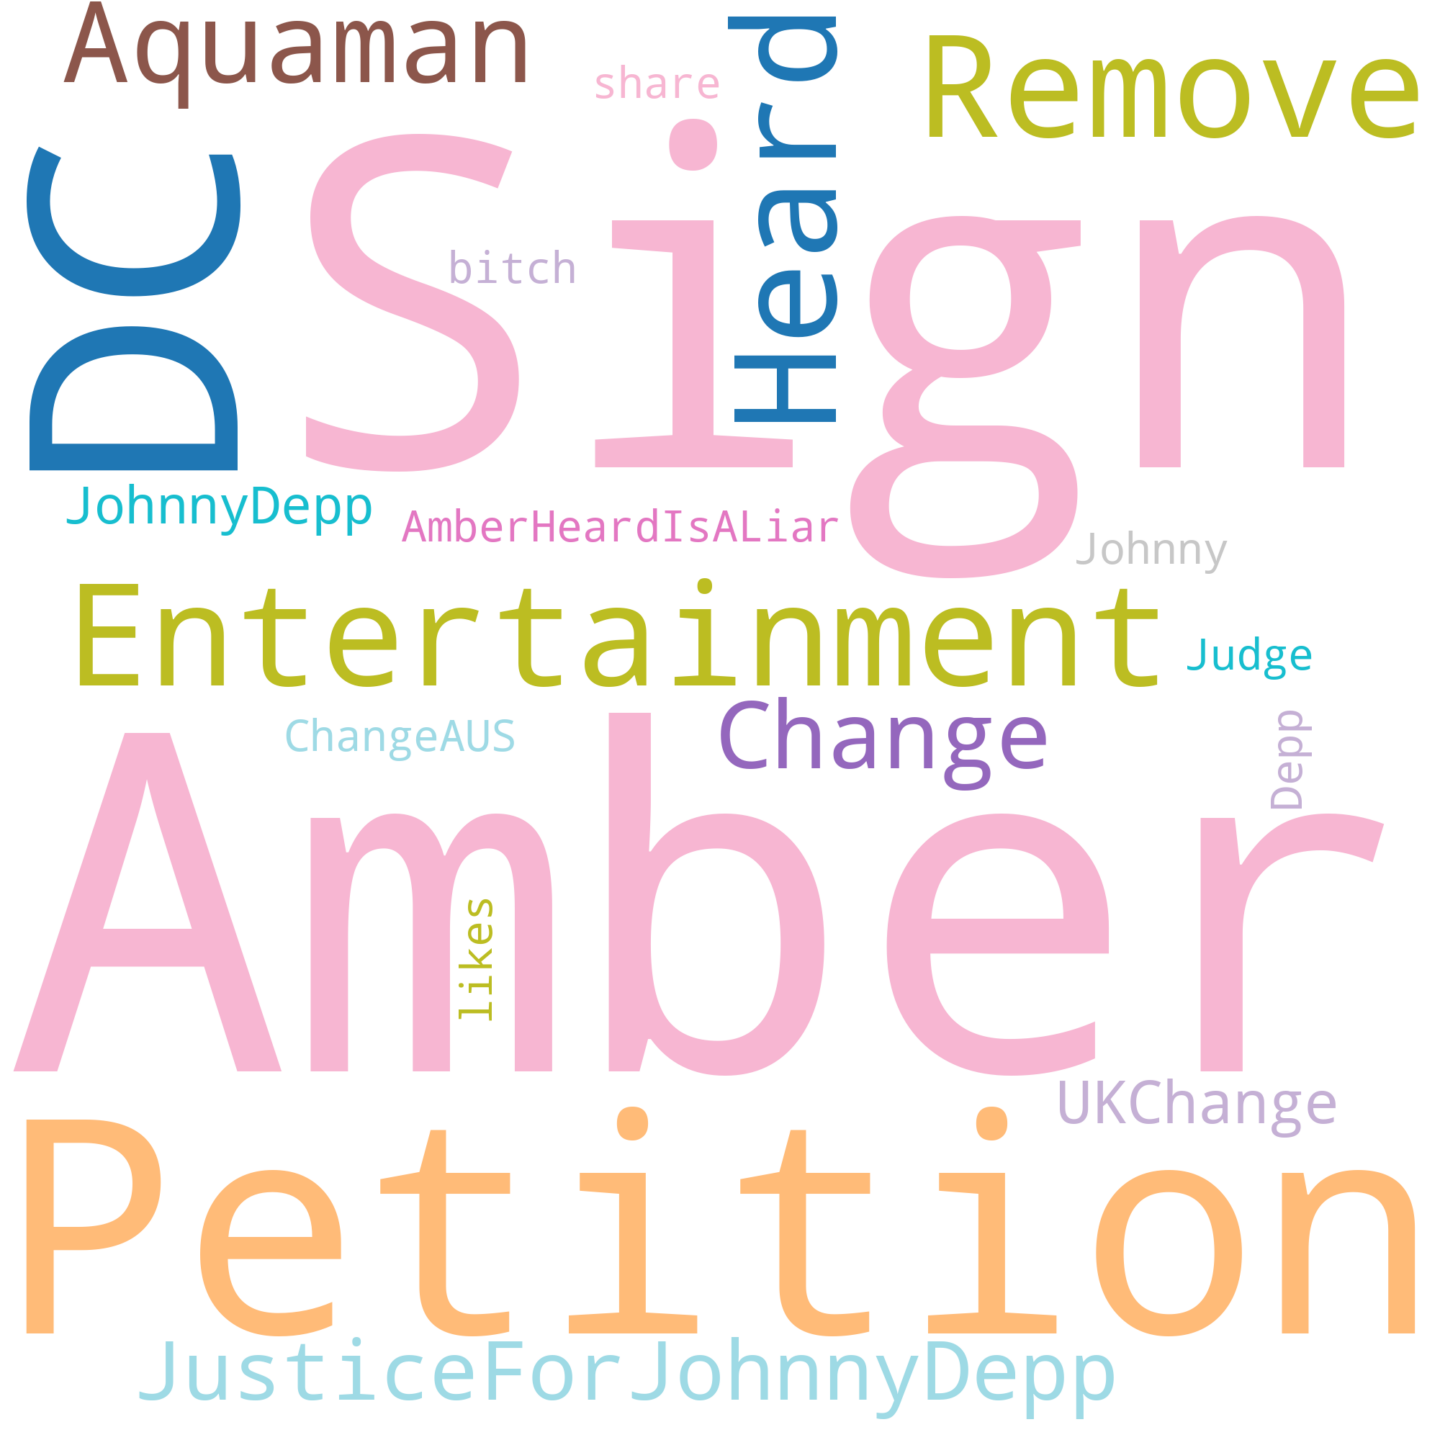 Aquaman
share
Heard
Remove
DC
Sign
bitch
JohnnyDepp
AmberHeardIsALiar
Johnny
Entertainment
Judge
ChangeAUS
Change
Depp
Amber
likes
UKChange
Petition
JusticeForJohnnyDepp